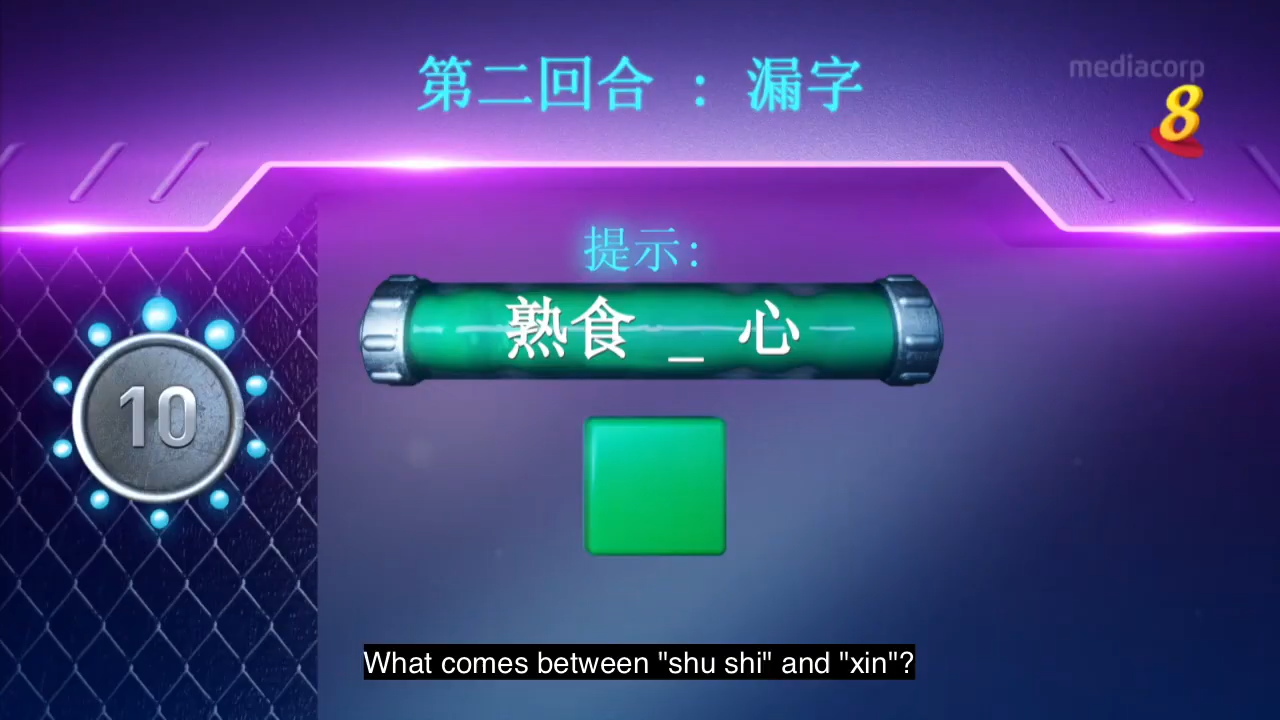 第二回合 : 漏字
mediacorp
8
提示:
熟食 _ 心
10
What comes between "shu shi" and "xin"?